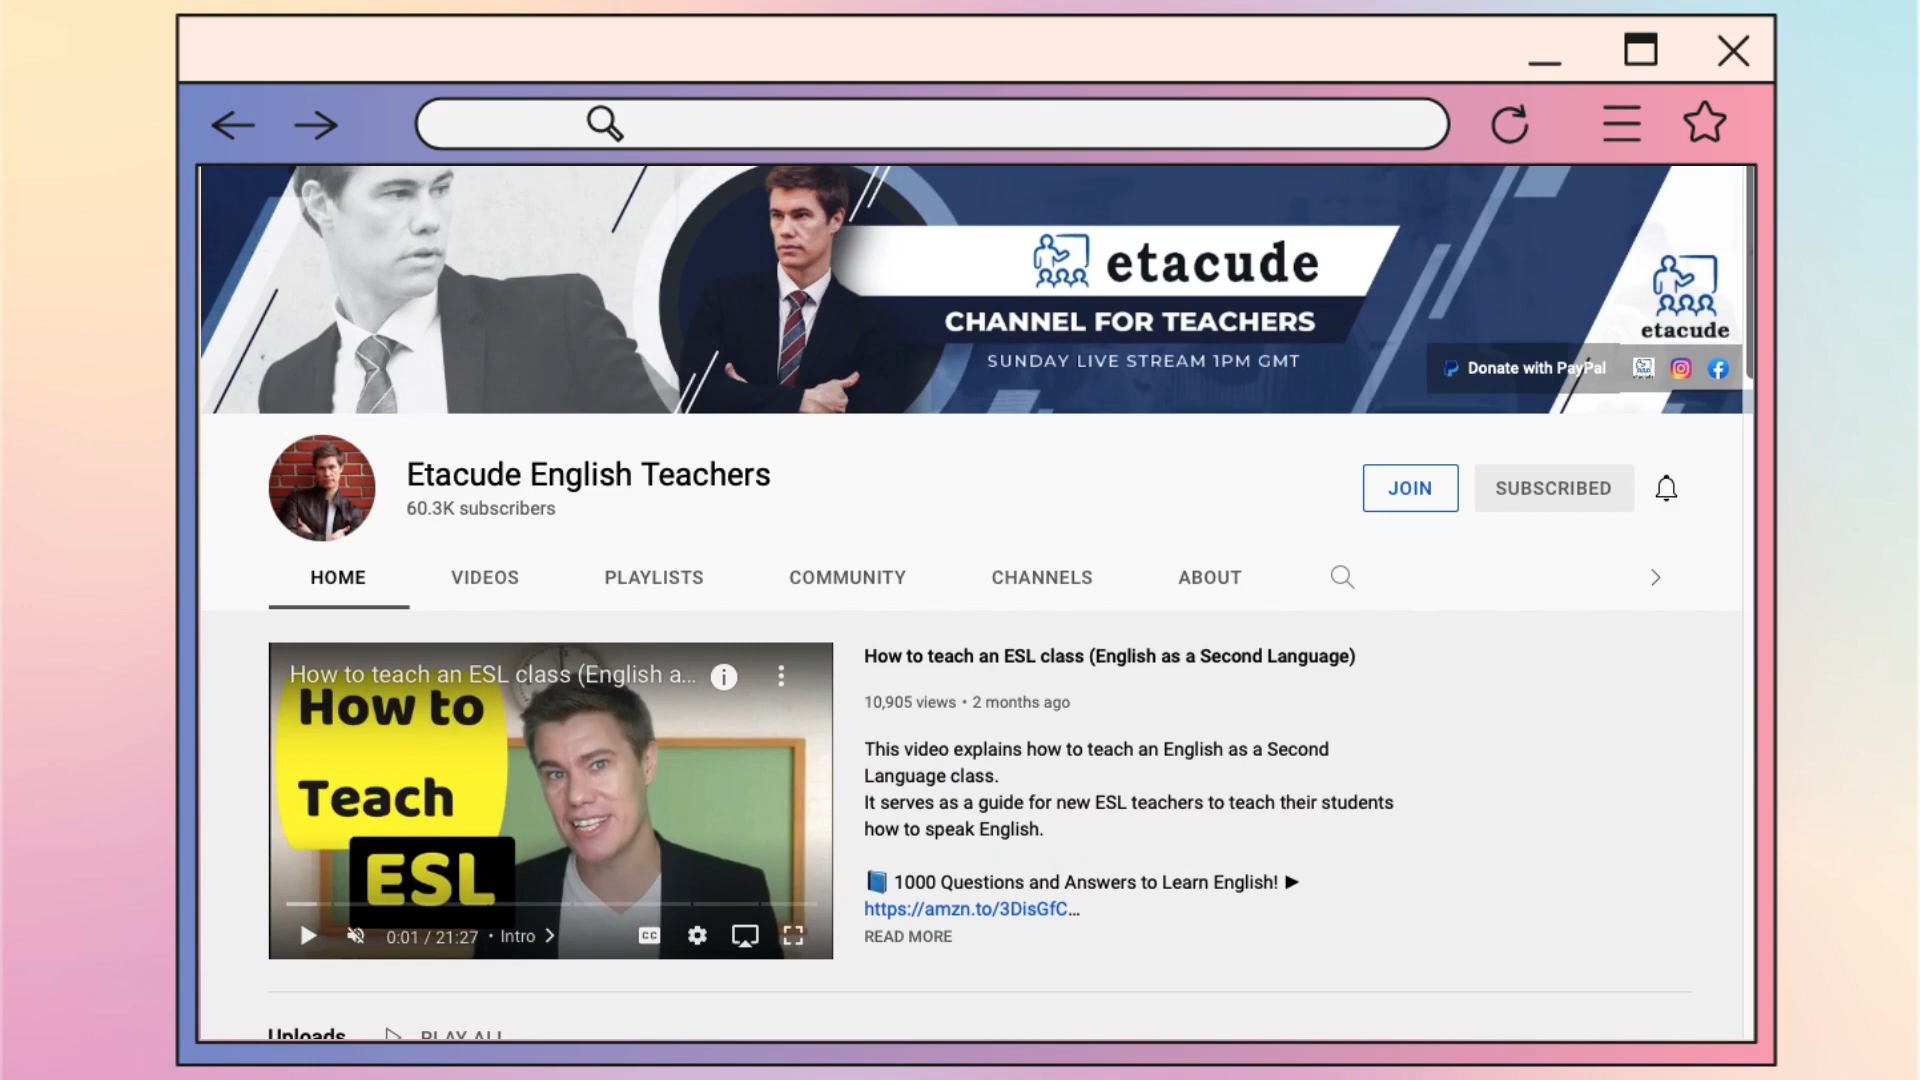 etacude
CHANNEL FOR TEACHERS
SUNDAY LIVE STREAM 1PM GMT
etacude
Donate with PayPal
Etacude English Teachers
60.3K subscribers
JOIN
SUBSCRIBED
HOME
VIDEOS
PLAYLISTS
COMMUNITY
CHANNELS
ABOUT
How to teach an ESL class (English a...
How to
Teach
ESL
0:01 / 21:27 • Intro
CC
How to teach an ESL class (English as a Second Language)
10,905 views • 2 months ago
This video explains how to teach an English as a Second
Language class.
It serves as a guide for new ESL teachers to teach their students
how to speak English.
📘 1000 Questions and Answers to Learn English! ►
https://amzn.to/3DisGfC...
READ MORE
Uploads
PLAY ALL